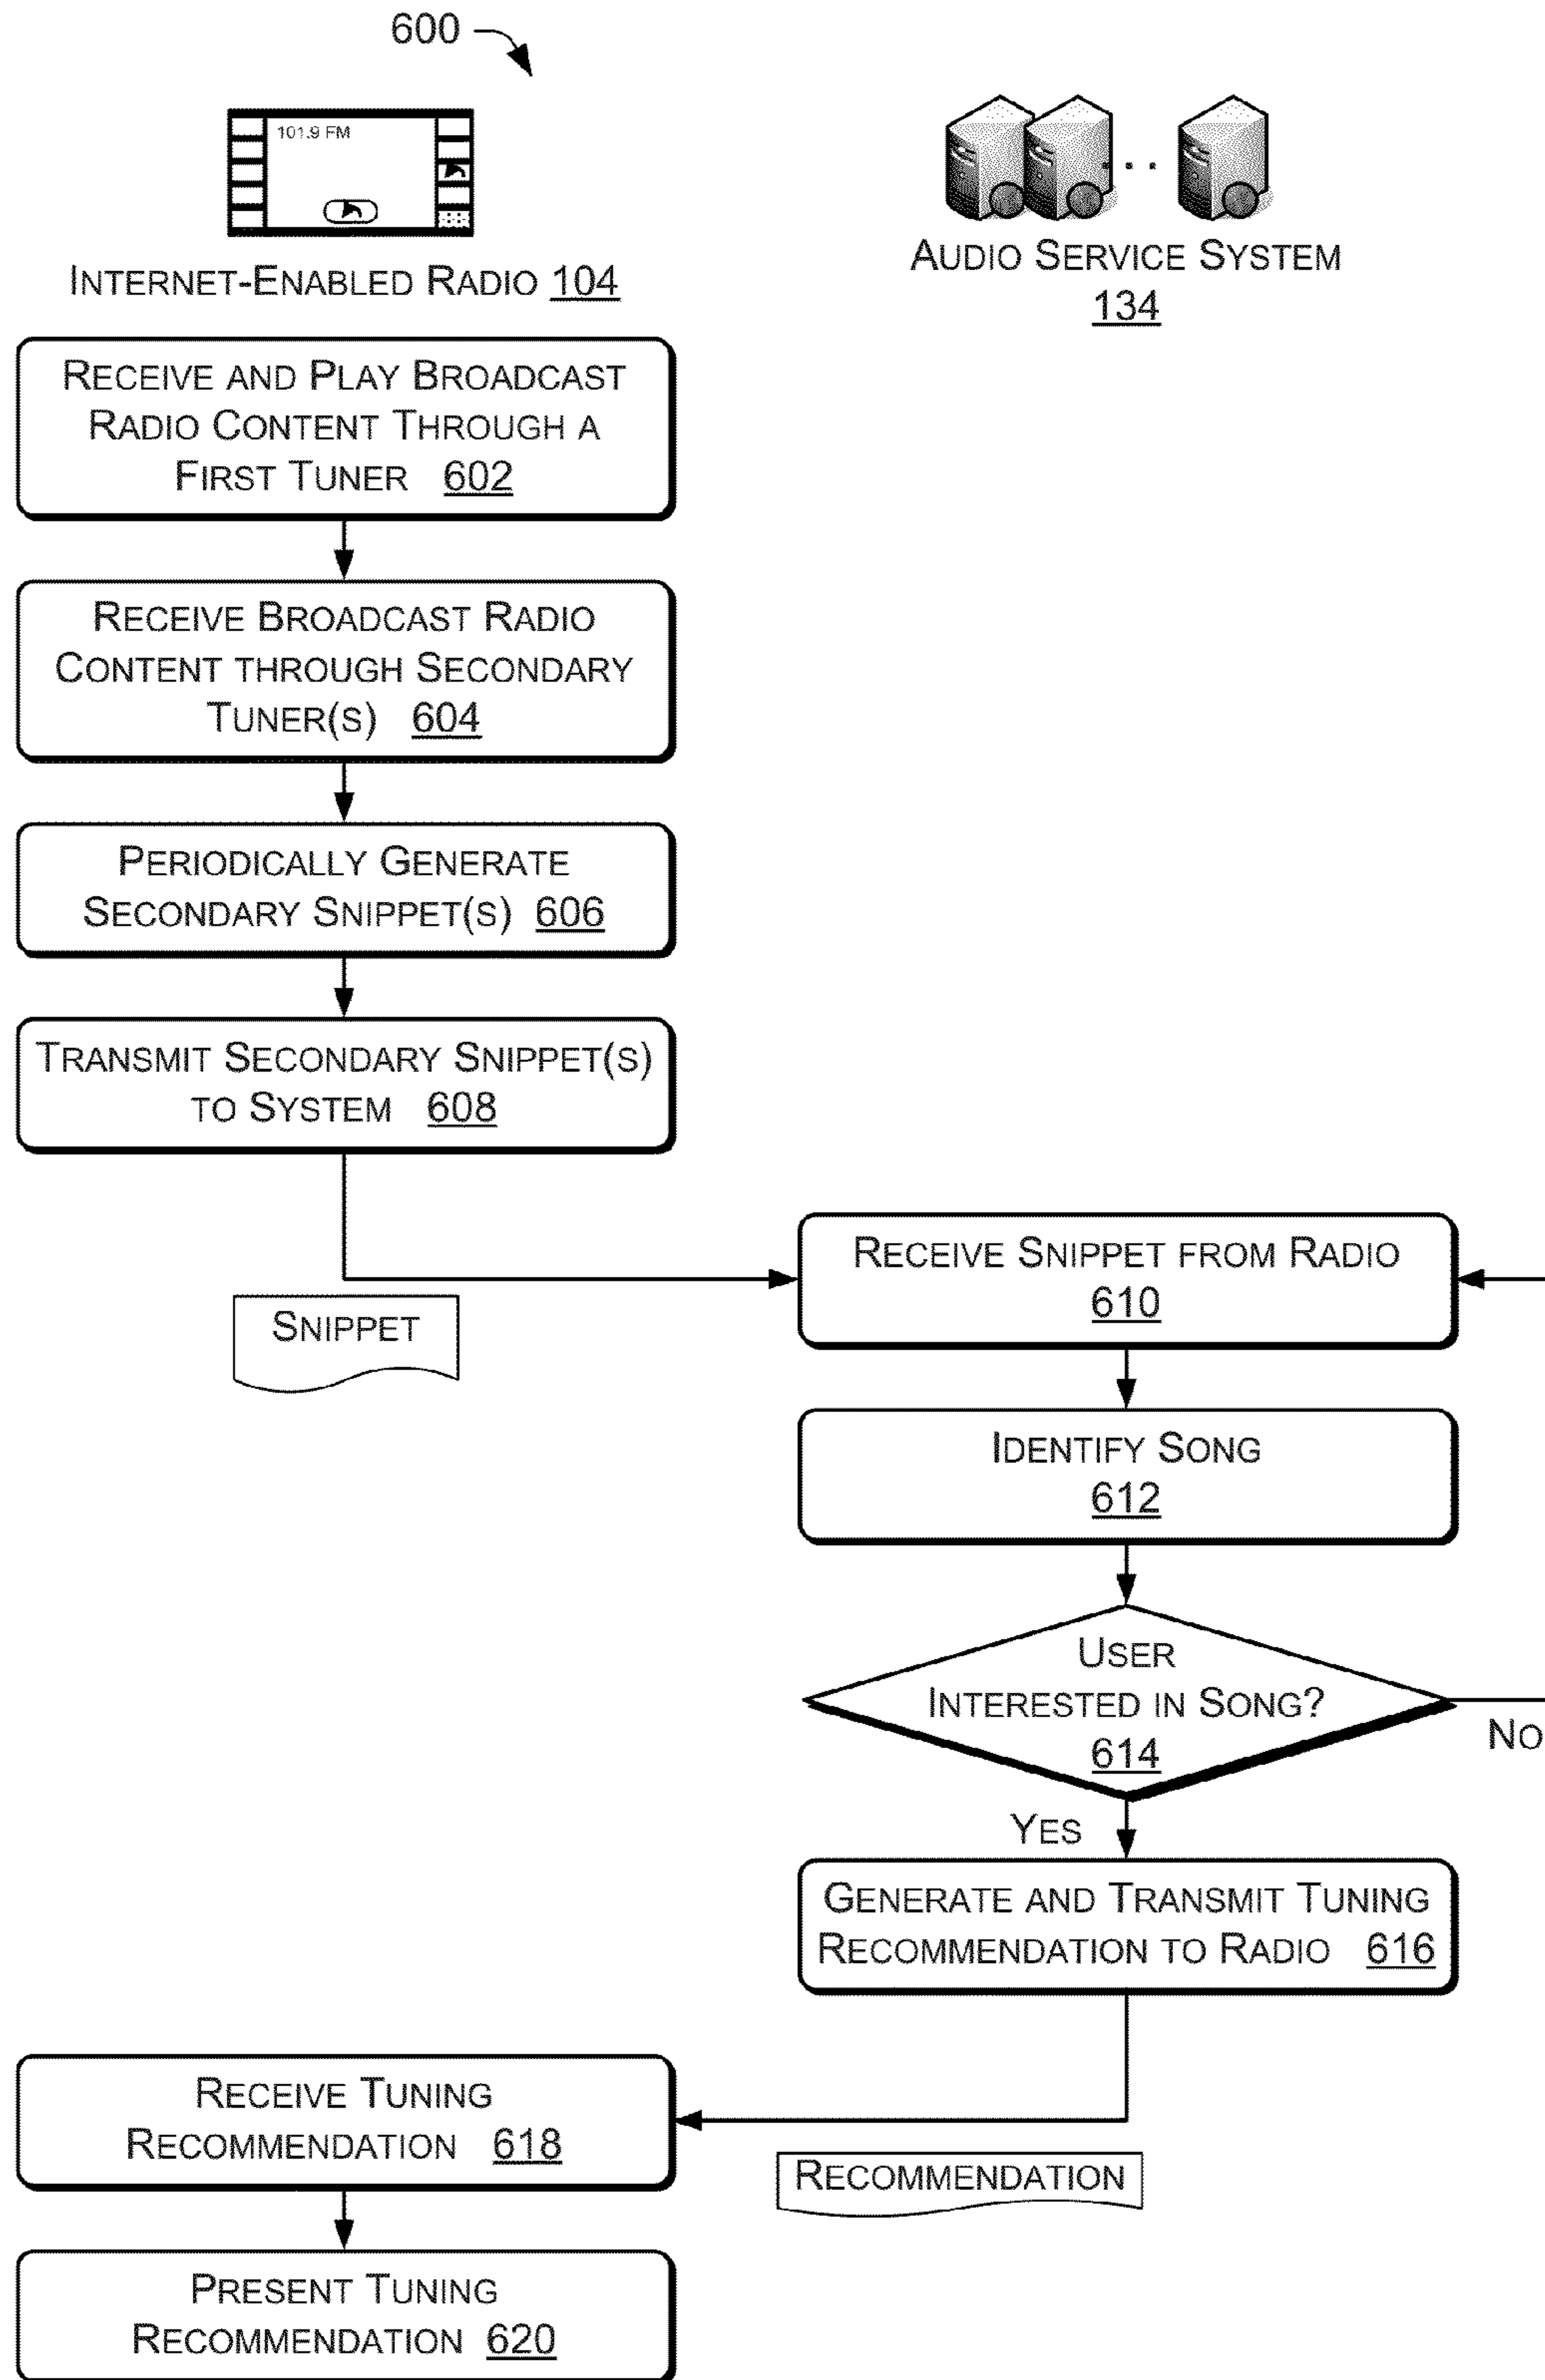 600
101.9 FM
INTERNET-ENABLED RADIO 104
AUDIO SERVICE SYSTEM
134
RECEIVE AND PLAY BROADCAST
RADIO CONTENT THROUGH A
FIRST TUNER 602
RECEIVE BROADCAST RADIO
CONTENT THROUGH SECONDARY
TUNER(S) 604
PERIODICALLY GENERATE
SECONDARY SNIPPET(S) 606
TRANSMIT SECONDARY SNIPPET(S)
TO SYSTEM 608
SNIPPET
RECEIVE SNIPPET FROM RADIO
610
IDENTIFY SONG
612
USER
INTERESTED IN SONG?
614
NO
YES
GENERATE AND TRANSMIT TUNING
RECOMMENDATION TO RADIO 616
RECEIVE TUNING
RECOMMENDATION 618
RECOMMENDATION
PRESENT TUNING
RECOMMENDATION 620